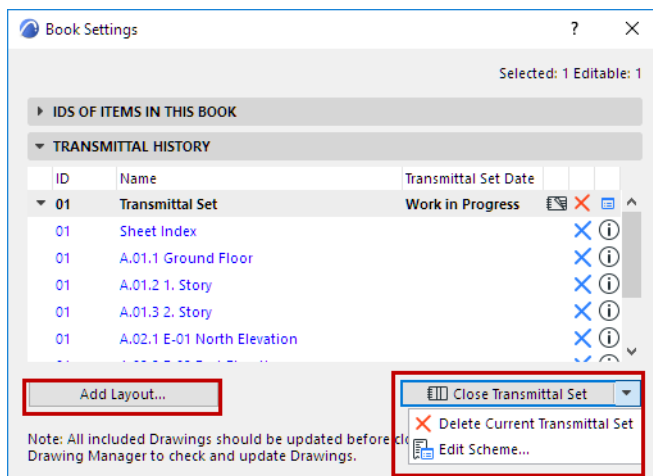 Book Settings
?
Selected: 1 Editable: 1
IDS OF ITEMS IN THIS BOOK
TRANSMITTAL HISTORY
ID Name Transmittal Set Date
01 Transmittal Set Work in Progress
01 Sheet Index
01 A.01.1 Ground Floor
01 A.01.2 1. Story
01 A.01.3 2. Story
01 A.02.1 E-01 North Elevation
Add Layout... Close Transmittal Set
Delete Current Transmittal Set
Edit Scheme...
Note: All included Drawings should be updated before clo
Drawing Manager to check and update Drawings.